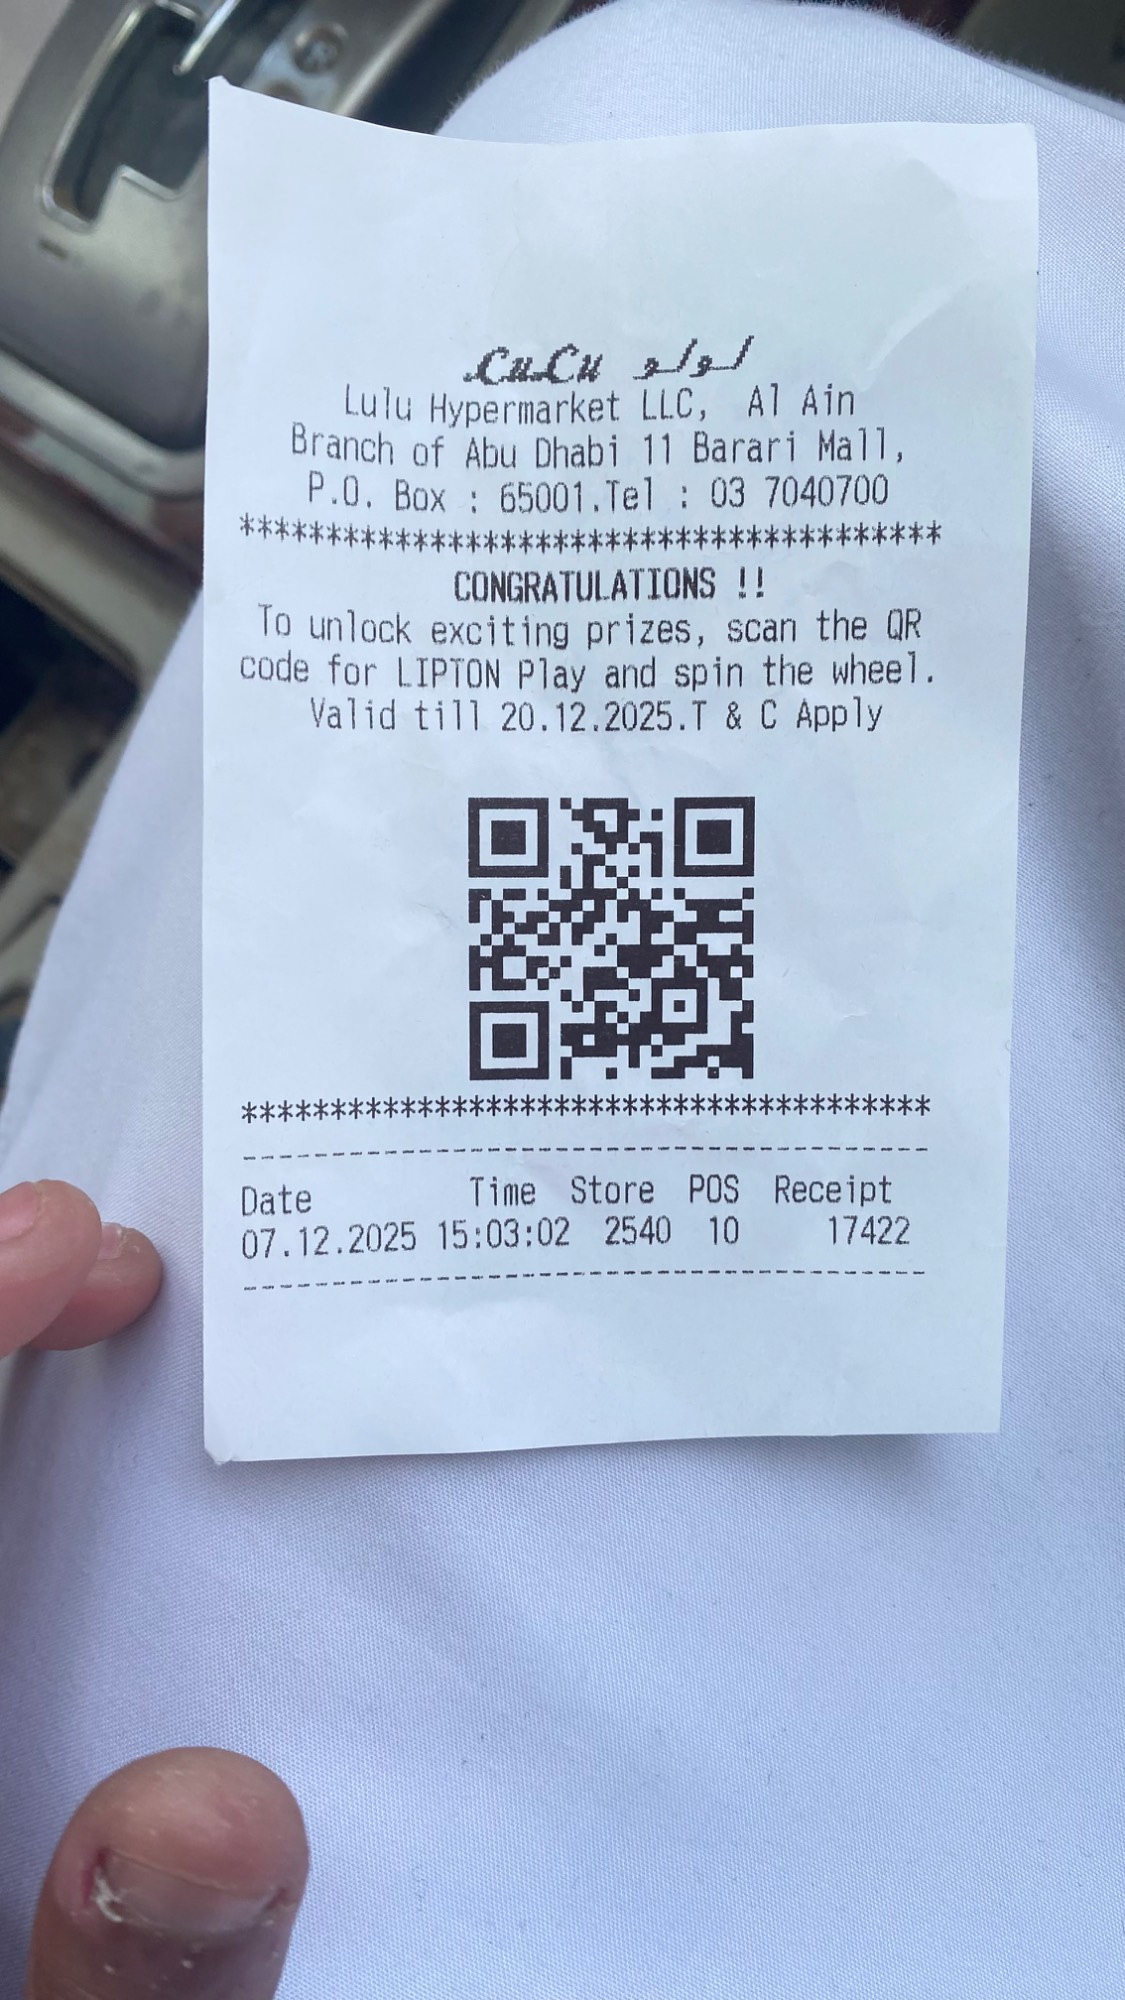 LuLu لولو
Lulu Hypermarket LLC, Al Ain
Branch of Abu Dhabi 11 Barari Mall,
P.O. Box : 65001.Tel : 03 7040700
*****************************************
CONGRATULATIONS !!
To unlock exciting prizes, scan the QR
code for LIPTON Play and spin the wheel.
Valid till 20.12.2025.T & C Apply
*****************************************
----------------------------------------
Date Time Store POS Receipt
07.12.2025 15:03:02 2540 10 17422
----------------------------------------